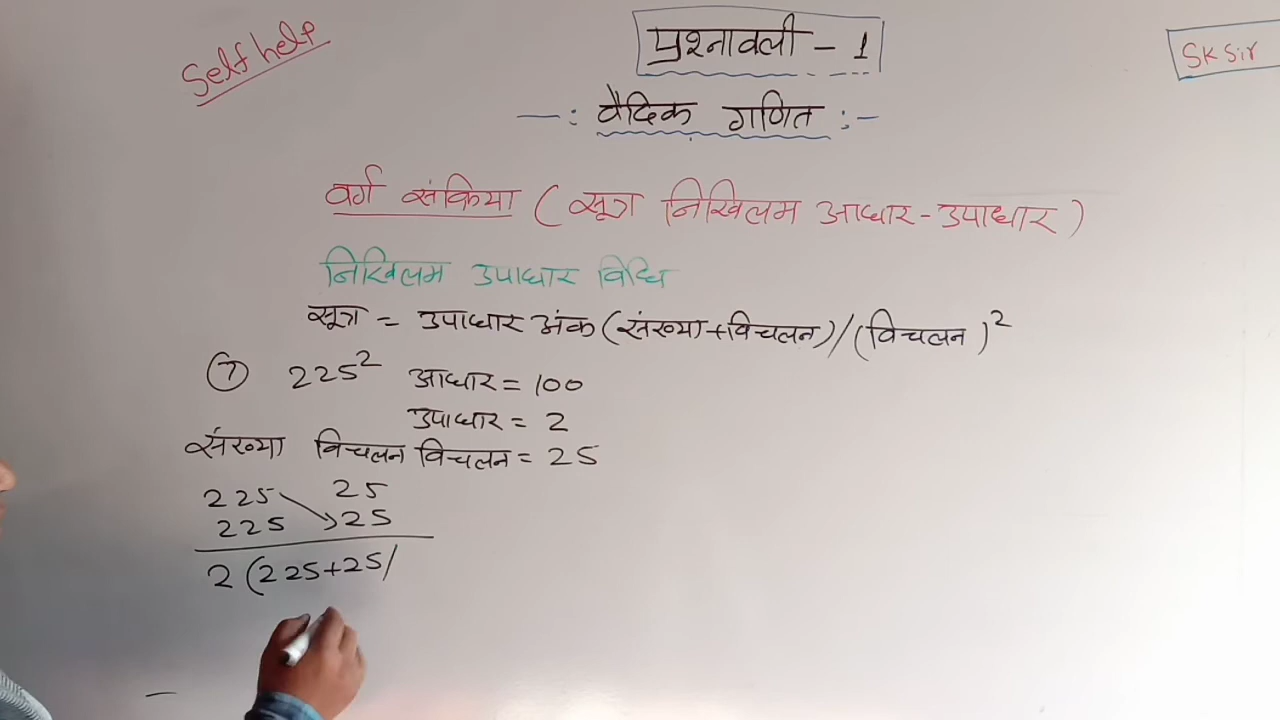 Self help
प्रश्नावली - 1
SK Sir
-: वैदिक गणित :-
वर्ग संक्रिया ( सूत्र निखिलम आधार-उपाधार )
निखिलम उपाधार विधि
सूत्र = उपाधार अंक (संख्या+विचलन)/(विचलन)²
⑦ 225² आधार = 100
उपाधार = 2
संख्या विचलन विचलन = 25
225 25
225 25
2 (225+25/